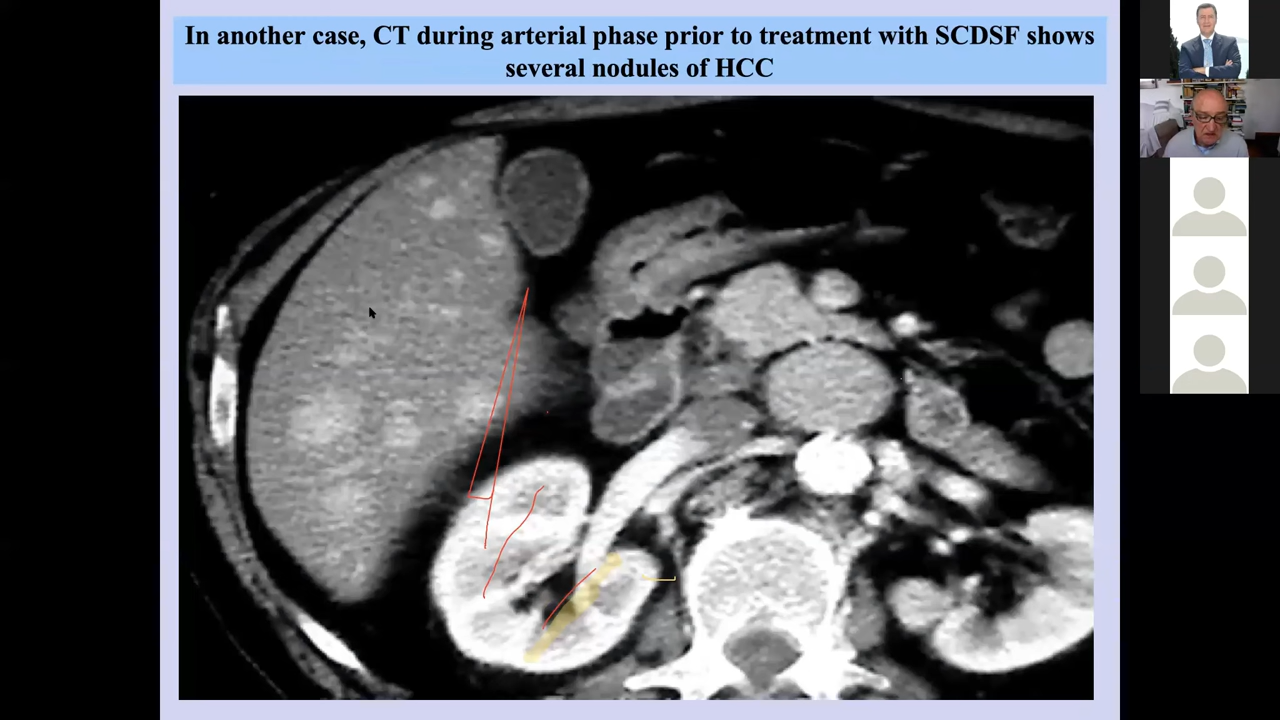 In another case, CT during arterial phase prior to treatment with SCDSF shows
several nodules of HCC